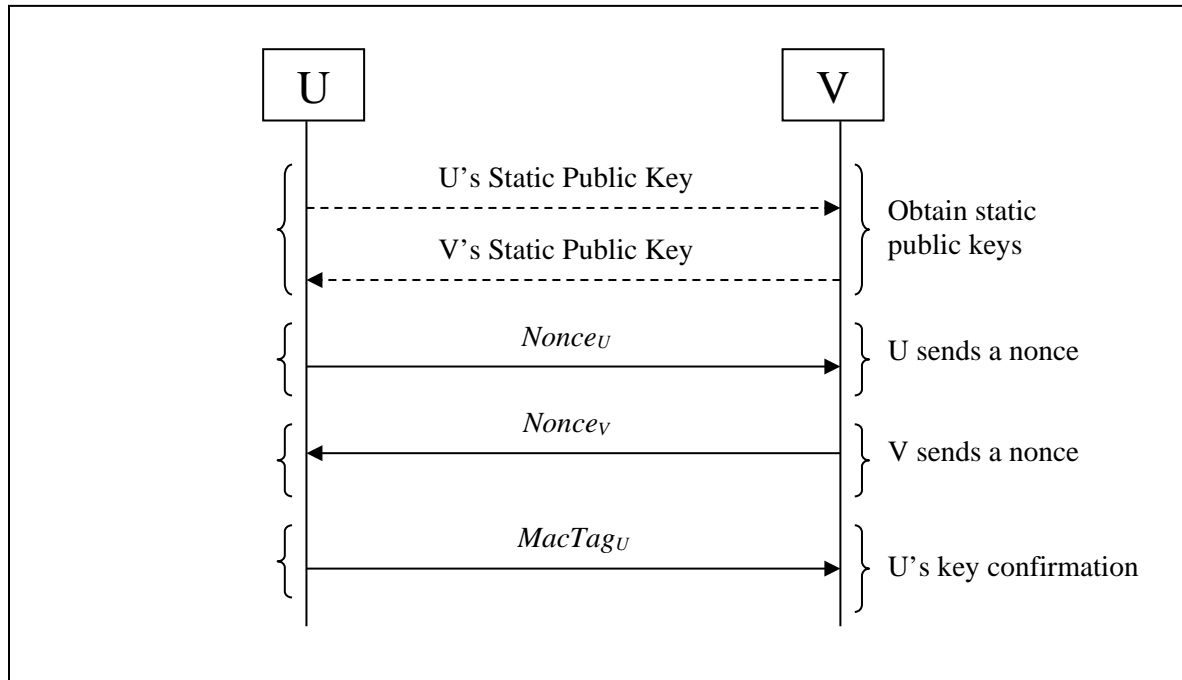 U
V
U’s Static Public Key
V’s Static Public Key
Obtain static
public keys
NonceU
U sends a nonce
NonceV
V sends a nonce
MacTagU
U’s key confirmation